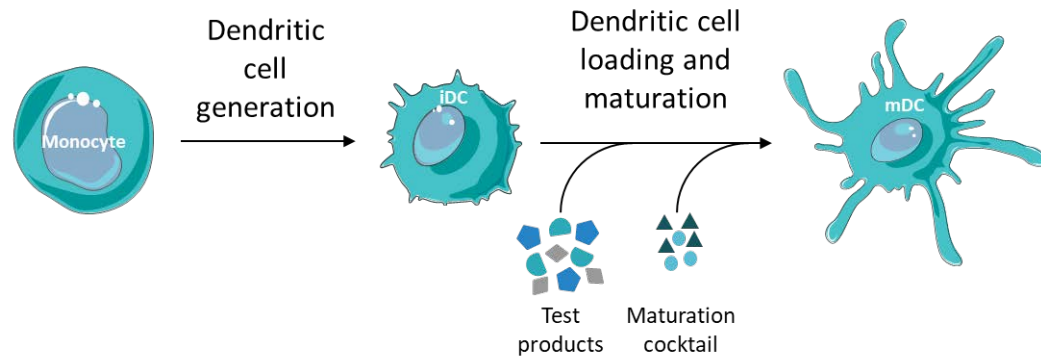 Dendritic
cell
generation
Dendritic cell
loading and
maturation
Monocyte
iDC
mDC
Test
products
Maturation
cocktail